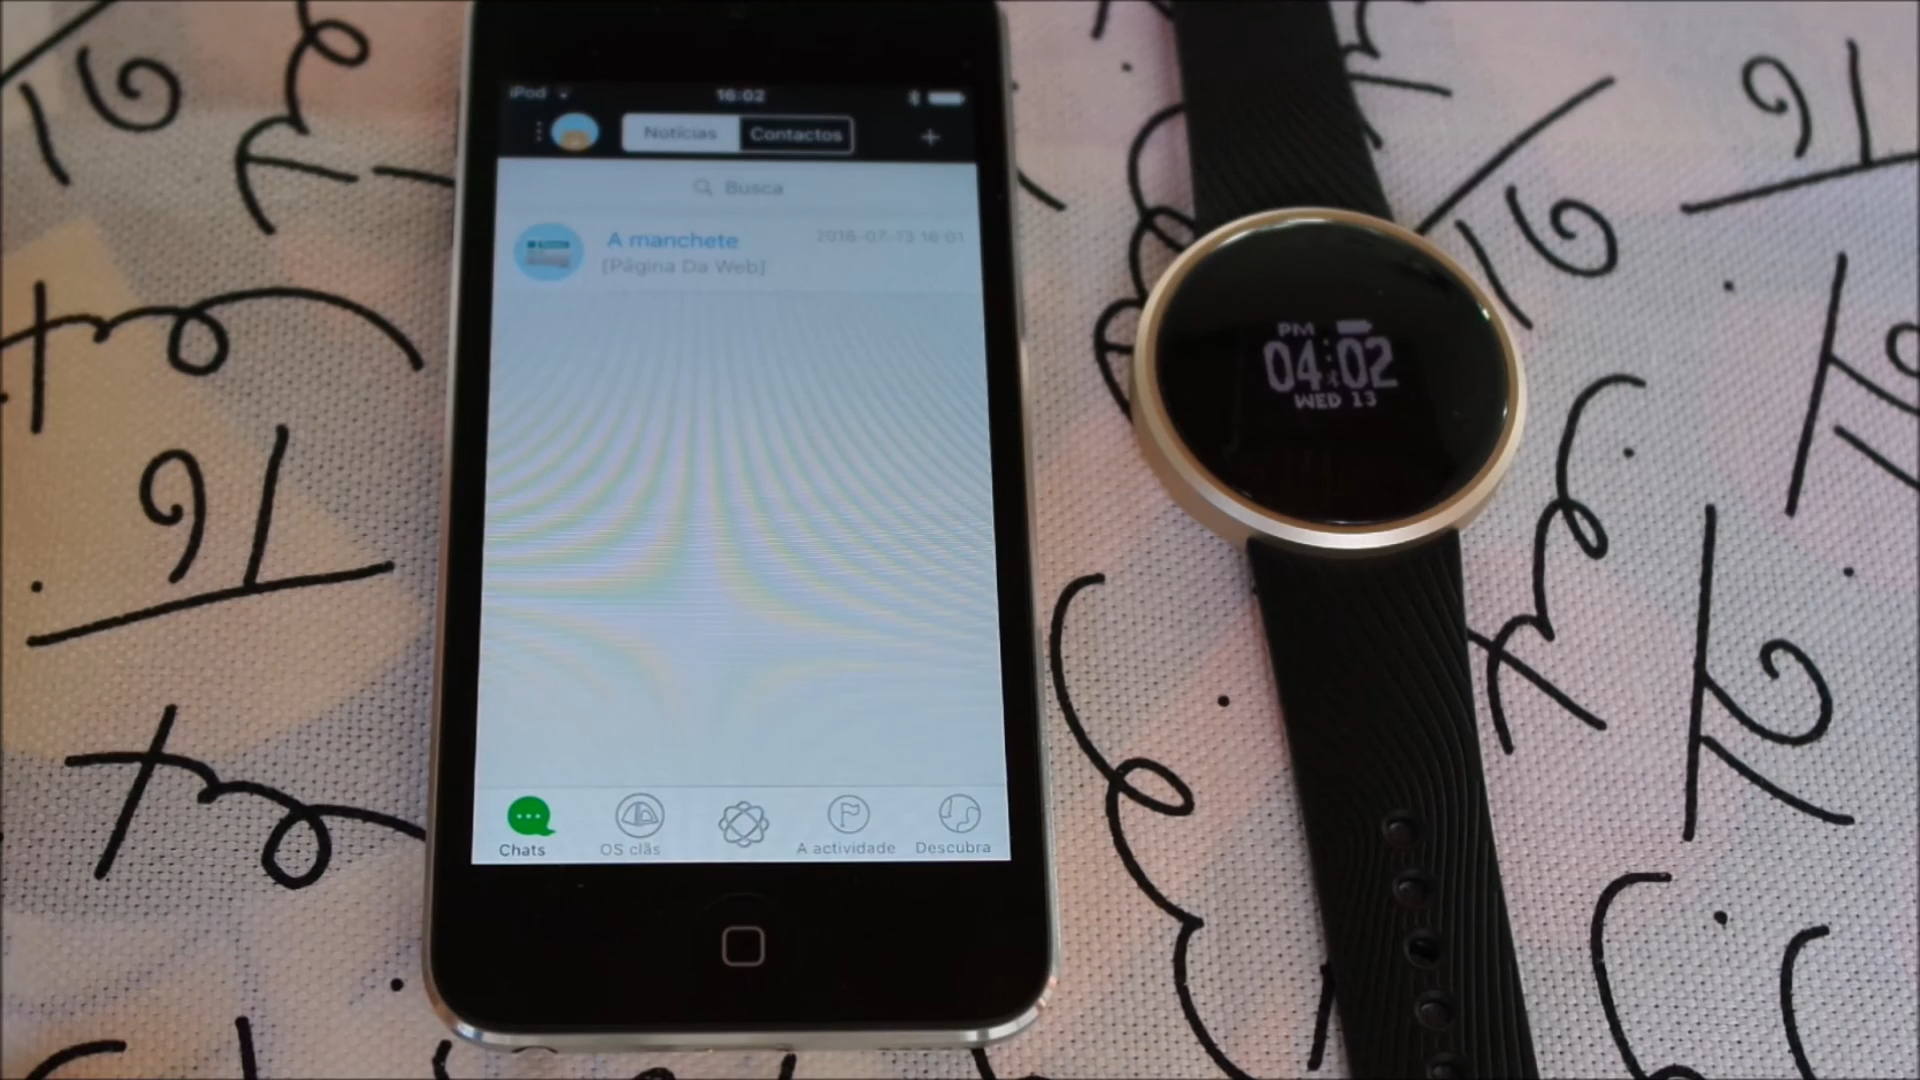 iPod
16:02
Notícias
Contactos
Busca
A manchete
2016-07-13 16:01
[Página Da Web]
Chats
OS clãs
A actividade
Descubra
PM
04:02
WED 13